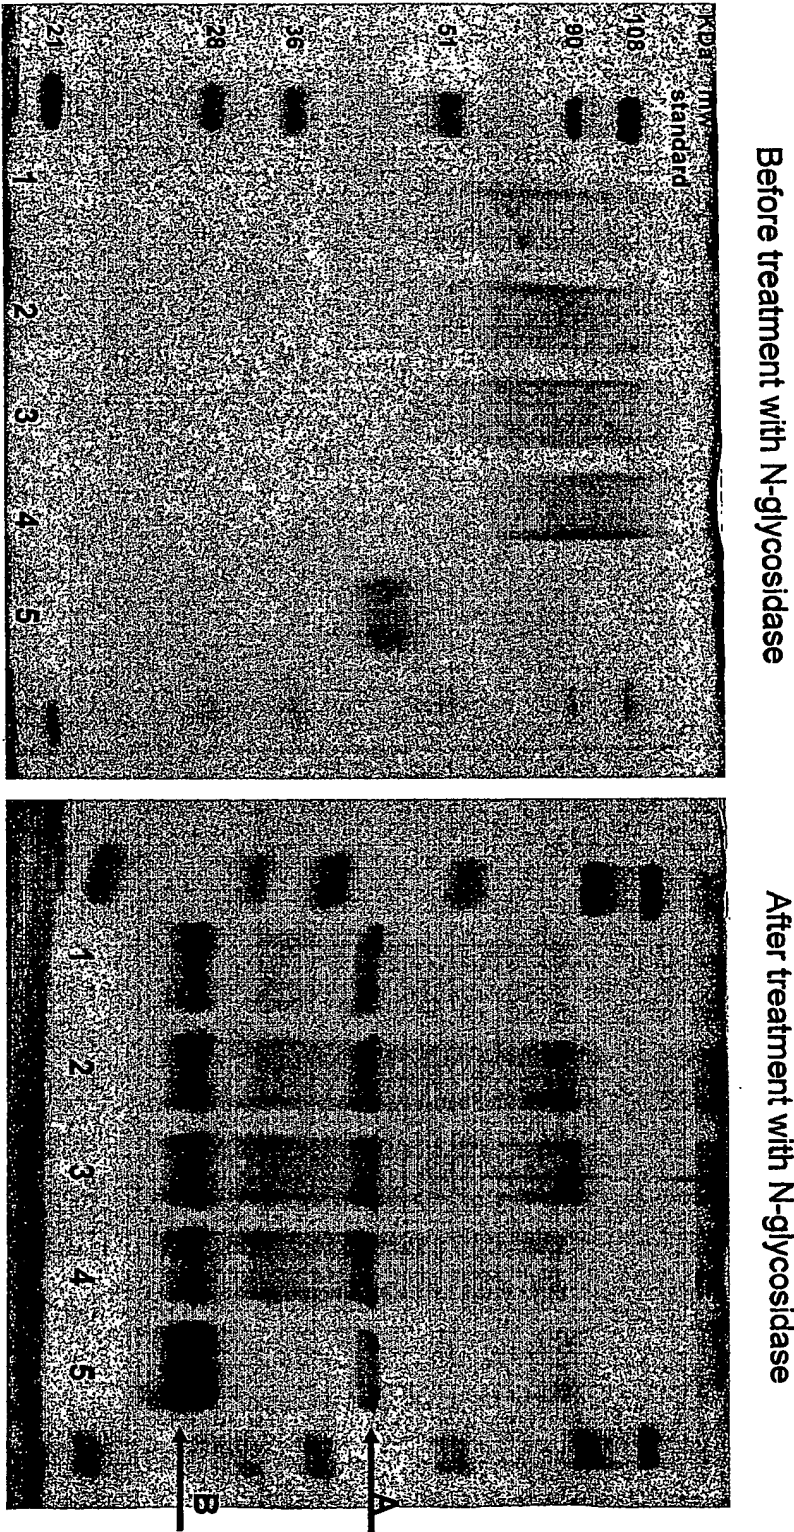 Before treatment with N-glycosidase
KDa mw
standard
108
90
51
36
28
21
1 2 3 4 5
After treatment with N-glycosidase
A
B
1 2 3 4 5